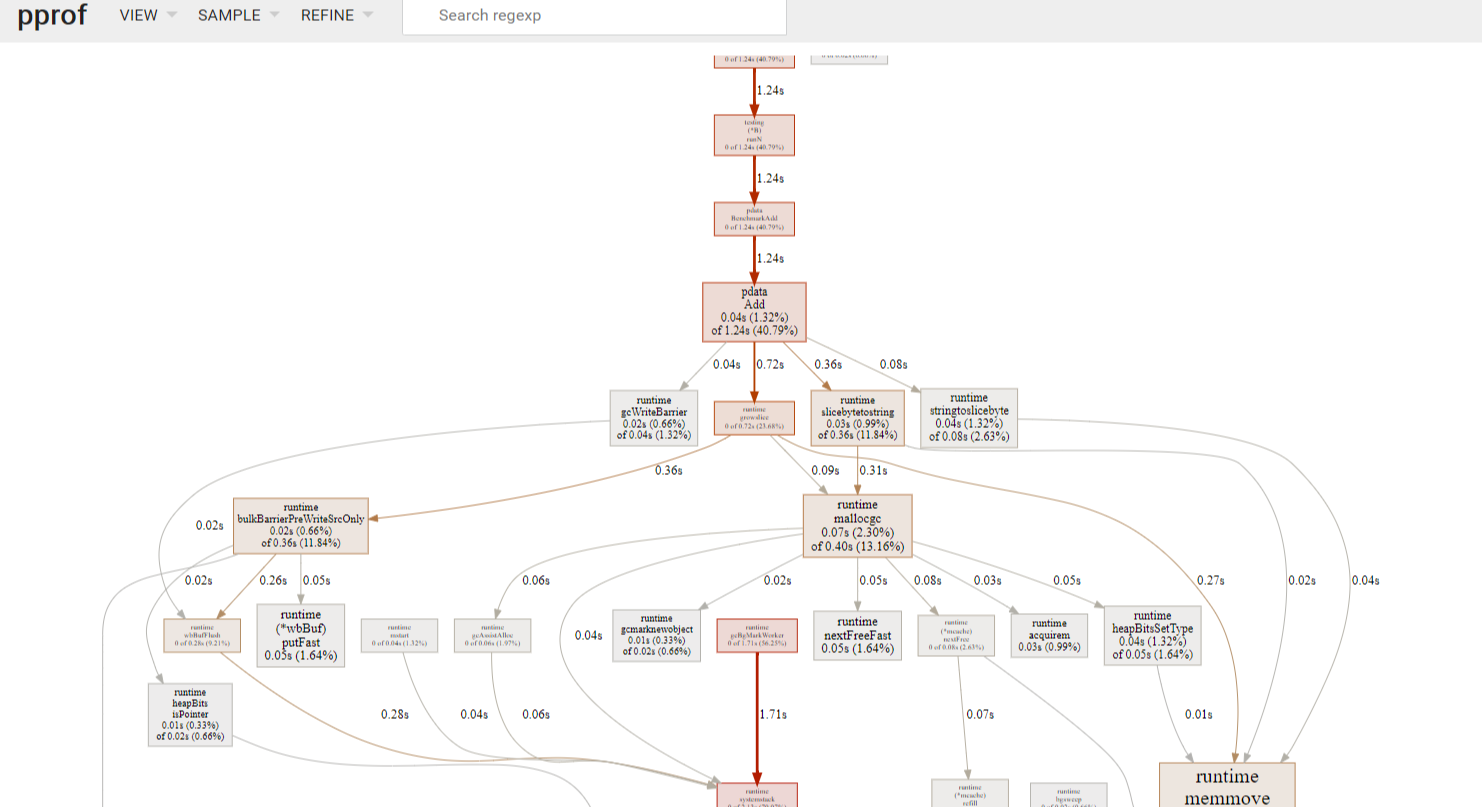 pprof VIEW SAMPLE REFINE Search regexp
0 of 1.24s (40.79%)
1.24s
testing
(*B)
runN
0 of 1.24s (40.79%)
1.24s
pdata
BenchmarkAdd
0 of 1.24s (40.79%)
1.24s
pdata
Add
0.04s (1.32%)
of 1.24s (40.79%)
0.04s 0.72s 0.36s 0.08s
runtime
gcWriteBarrier
0.02s (0.66%)
of 0.04s (1.32%)
runtime
growslice
0 of 0.72s (23.68%)
runtime
slicebytetostring
0.03s (0.99%)
of 0.36s (11.84%)
runtime
stringtoslicebyte
0.04s (1.32%)
of 0.08s (2.63%)
0.36s 0.09s 0.31s
runtime
bulkBarrierPreWriteSrcOnly
0.02s (0.66%)
of 0.36s (11.84%)
runtime
mallocgc
0.07s (2.30%)
of 0.40s (13.16%)
0.02s
0.02s 0.26s 0.05s 0.06s 0.02s 0.05s 0.08s 0.03s 0.05s 0.27s 0.02s 0.04s
runtime
wbBufFlush
0 of 0.28s (9.21%)
runtime
(*wbBuf)
putFast
0.05s (1.64%)
runtime
mstart
0 of 0.04s (1.32%)
runtime
gcAssistAlloc
0 of 0.06s (1.97%)
0.04s
runtime
gcmarknewobject
0.01s (0.33%)
of 0.02s (0.66%)
runtime
gcBgMarkWorker
0 of 1.71s (56.25%)
runtime
nextFreeFast
0.05s (1.64%)
runtime
(*mcache)
nextFree
0 of 0.08s (2.63%)
runtime
acquirem
0.03s (0.99%)
runtime
heapBitsSetType
0.04s (1.32%)
of 0.05s (1.64%)
runtime
heapBits
isPointer
0.01s (0.33%)
of 0.02s (0.66%)
0.28s 0.04s 0.06s 1.71s 0.07s 0.01s
runtime
systemstack
runtime
(*mcache)
refill
runtime
bgsweep
runtime
memmove